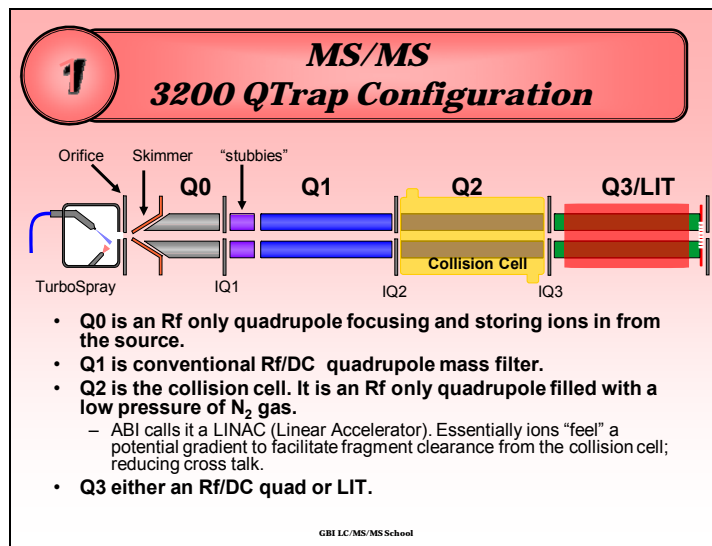 1
MS/MS
3200 QTrap Configuration
Orifice
Skimmer
"stubbies"
Q0
Q1
Q2
Q3/LIT
Collision Cell
TurboSpray
IQ1
IQ2
IQ3
• Q0 is an Rf only quadrupole focusing and storing ions in from
the source.
• Q1 is conventional Rf/DC quadrupole mass filter.
• Q2 is the collision cell. It is an Rf only quadrupole filled with a
low pressure of N₂ gas.
– ABI calls it a LINAC (Linear Accelerator). Essentially ions “feel” a
potential gradient to facilitate fragment clearance from the collision cell;
reducing cross talk.
• Q3 either an Rf/DC quad or LIT.
GBI LC/MS/MS School